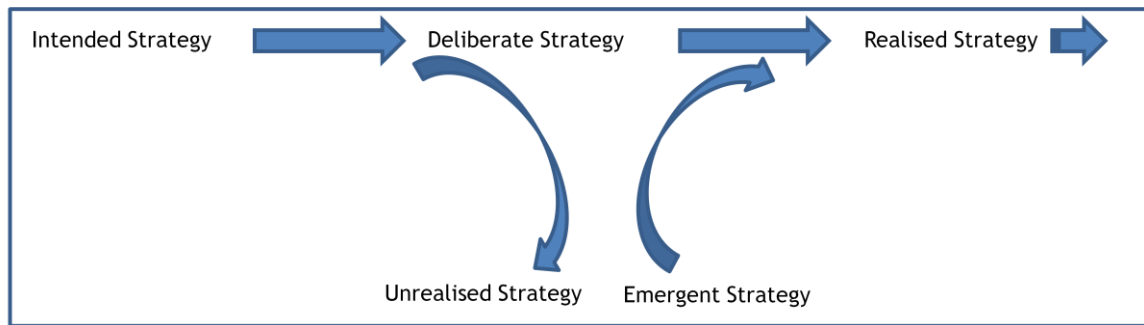 Intended Strategy
Deliberate Strategy
Realised Strategy
Unrealised Strategy
Emergent Strategy